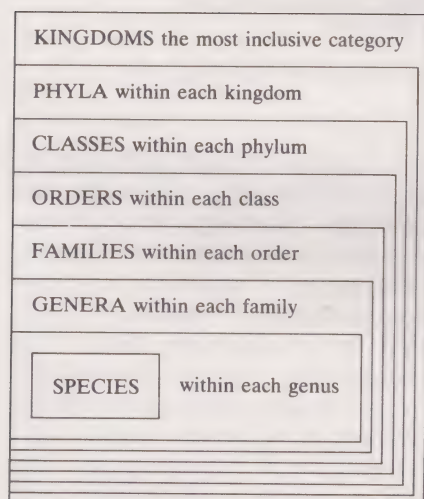 KINGDOMS the most inclusive category
PHYLA within each kingdom
CLASSES within each phylum
ORDERS within each class
FAMILIES within each order
GENERA within each family
SPECIES within each genus